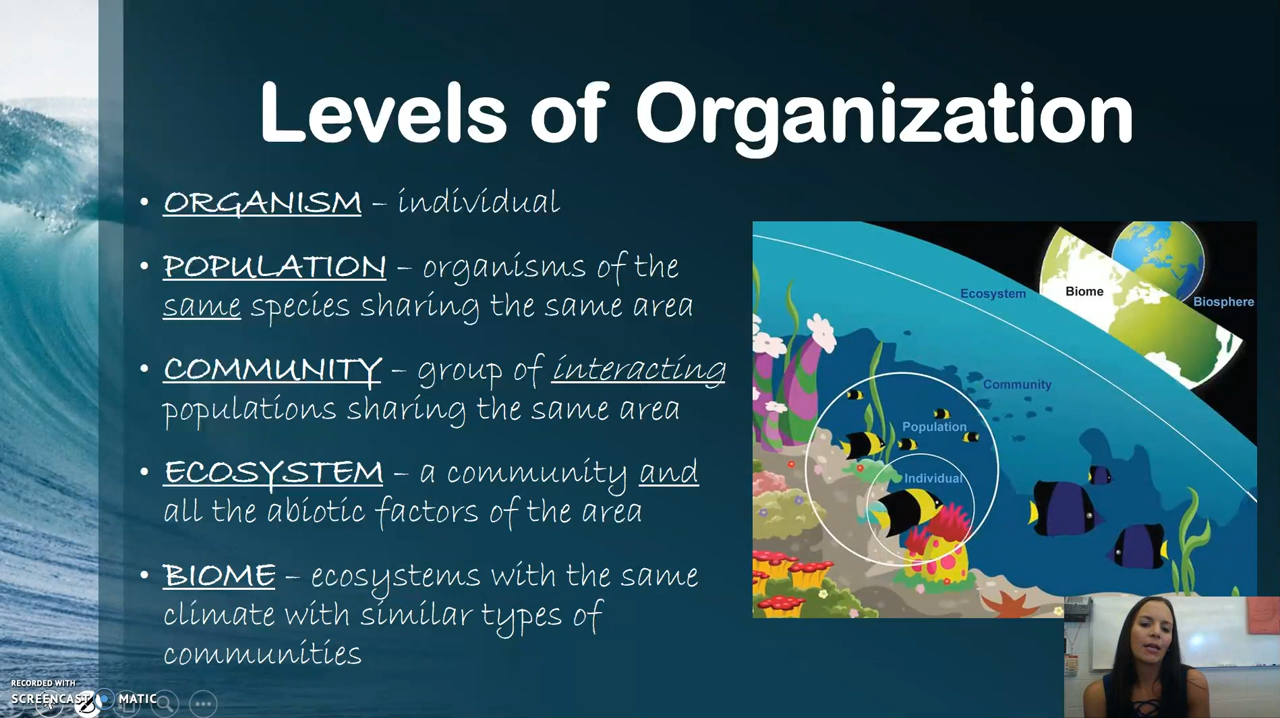 Levels of Organization
• ORGANISM – individual
• POPULATION – organisms of the
same species sharing the same area
• COMMUNITY – group of interacting
populations sharing the same area
• ECOSYSTEM – a community and
all the abiotic factors of the area
• BIOME – ecosystems with the same
climate with similar types of
communities
Ecosystem
Biome
Biosphere
Community
Population
Individual
RECORDED WITH
SCREENCAST MATIC